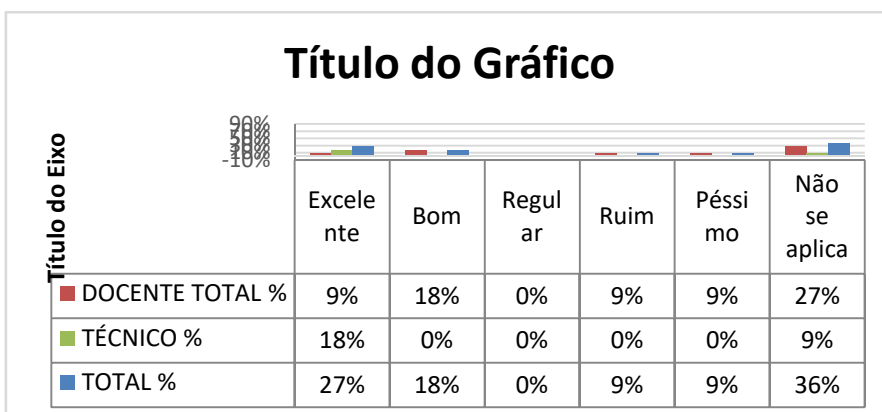 Título do Gráfico
Título do Eixo
90%
-10%
Excele
nte
Bom
Regul
ar
Ruim
Péssi
mo
Não
se
aplica
DOCENTE TOTAL % 9% 18% 0% 9% 9% 27%
TÉCNICO % 18% 0% 0% 0% 0% 9%
TOTAL % 27% 18% 0% 9% 9% 36%